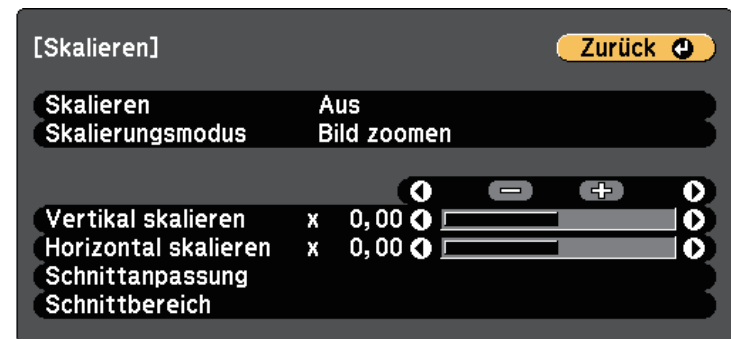 [Skalieren] Zurück
Skalieren Aus
Skalierungsmodus Bild zoomen
− +
Vertikal skalieren x 0,00
Horizontal skalieren x 0,00
Schnittanpassung
Schnittbereich